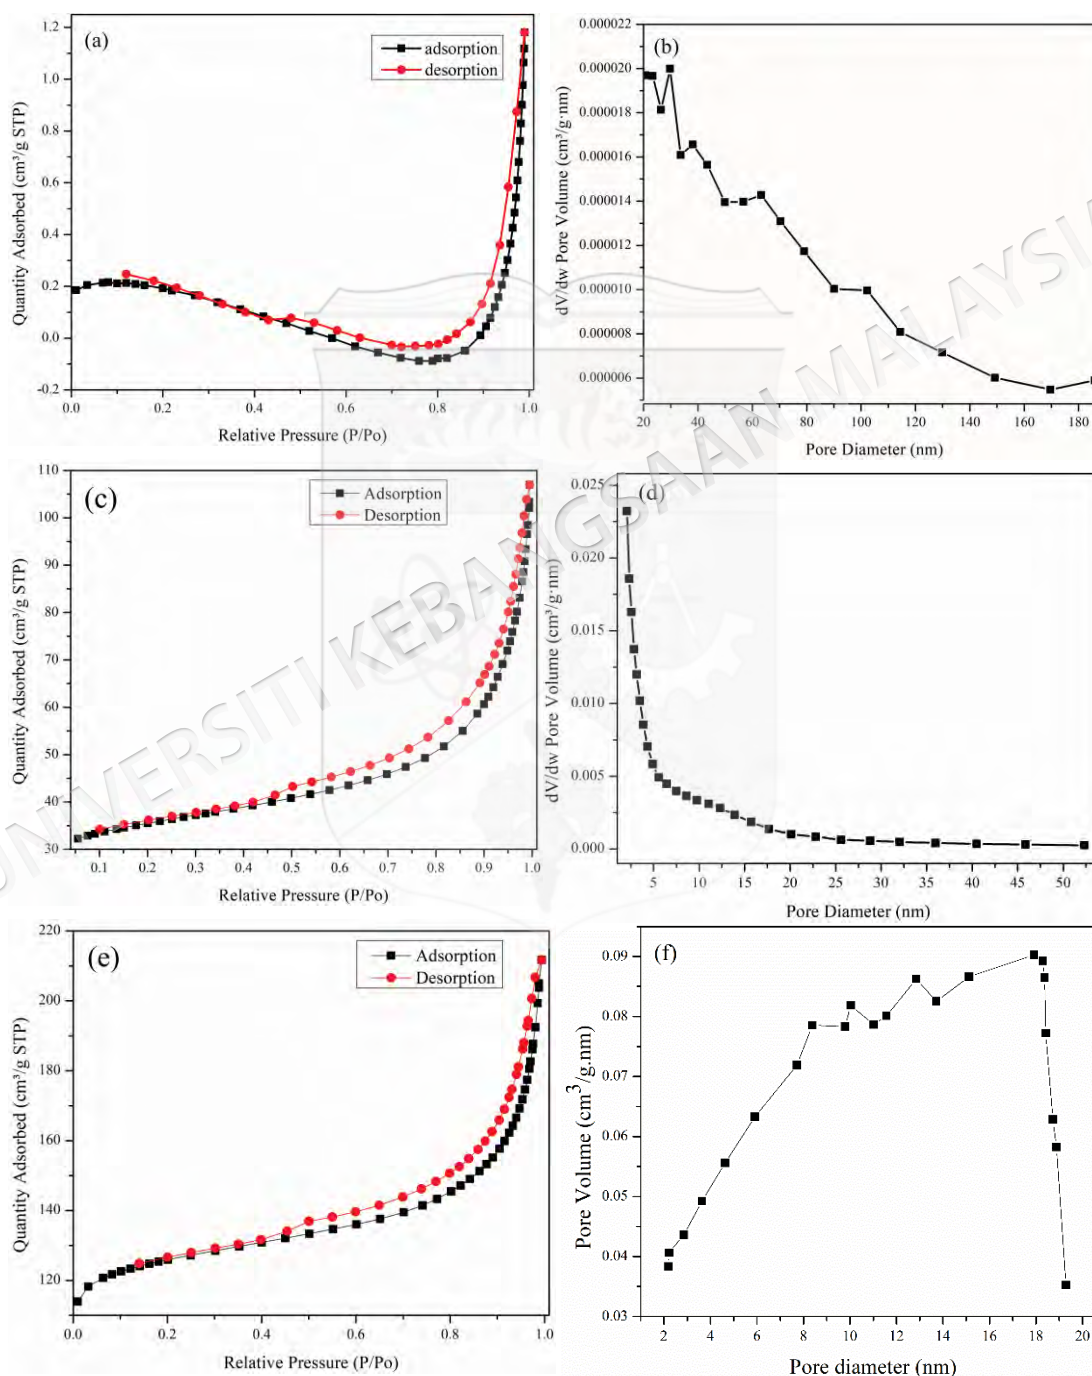 (a)
adsorption
desorption
1.2
1.0
0.8
0.6
0.4
0.2
0.0
-0.2
Quantity Adsorbed (cm³/g STP)
0.0 0.2 0.4 0.6 0.8 1.0
Relative Pressure (P/Po)
(b)
0.000022
0.000020
0.000018
0.000016
0.000014
0.000012
0.000010
0.000008
0.000006
dV/dw Pore Volume (cm³/g·nm)
20 40 60 80 100 120 140 160 180
Pore Diameter (nm)
(c)
Adsorption
Desorption
110
100
90
80
70
60
50
40
30
Quantity Adsorbed (cm³/g STP)
0.1 0.2 0.3 0.4 0.5 0.6 0.7 0.8 0.9 1.0
Relative Pressure (P/Po)
(d)
0.025
0.020
0.015
0.010
0.005
0.000
dV/dw Pore Volume (cm³/g·nm)
5 10 15 20 25 30 35 40 45 50
Pore Diameter (nm)
(e)
Adsorption
Desorption
220
200
180
160
140
120
Quantity Adsorbed (cm³/g STP)
0.0 0.2 0.4 0.6 0.8 1.0
Relative Pressure (P/Po)
(f)
0.09
0.08
0.07
0.06
0.05
0.04
0.03
Pore Volume (cm³/g.nm)
2 4 6 8 10 12 14 16 18 20
Pore diameter (nm)
UNIVERSITI KEBANGSAAN MALAYSIA